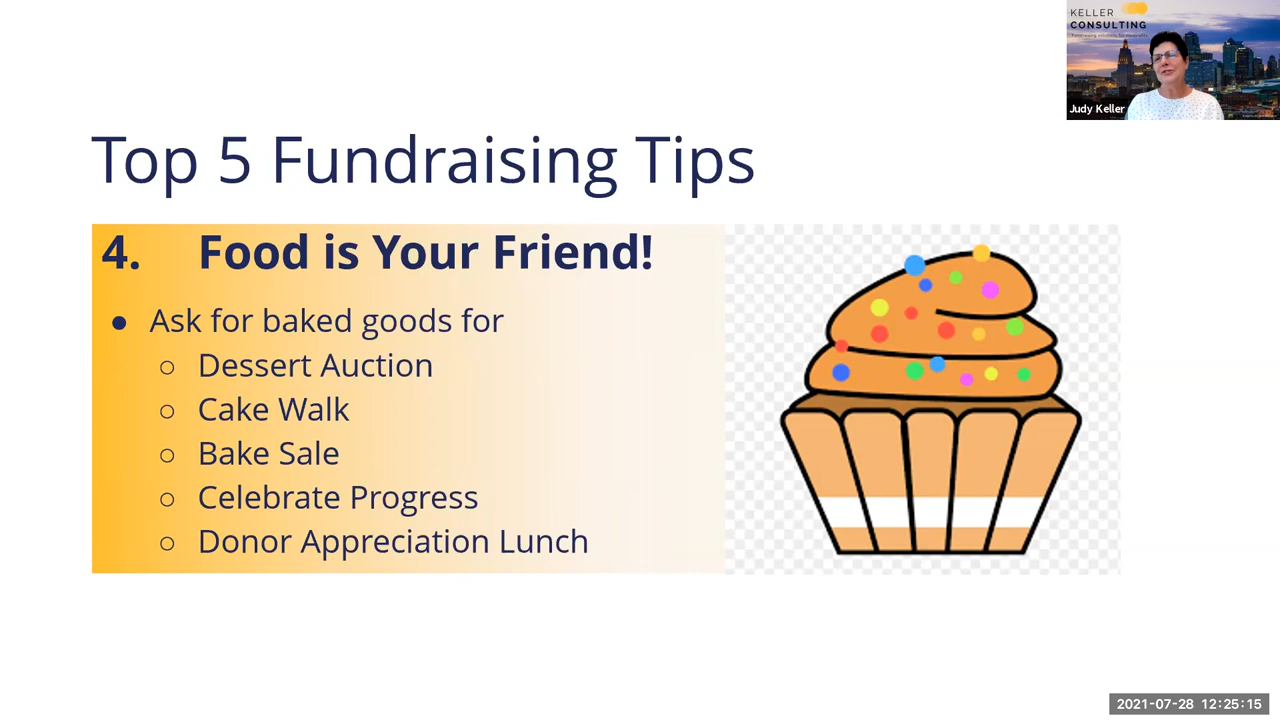 KELLER
CONSULTING
Judy Keller
Top 5 Fundraising Tips
4. Food is Your Friend!
● Ask for baked goods for
○ Dessert Auction
○ Cake Walk
○ Bake Sale
○ Celebrate Progress
○ Donor Appreciation Lunch
2021-07-28 12:25:15